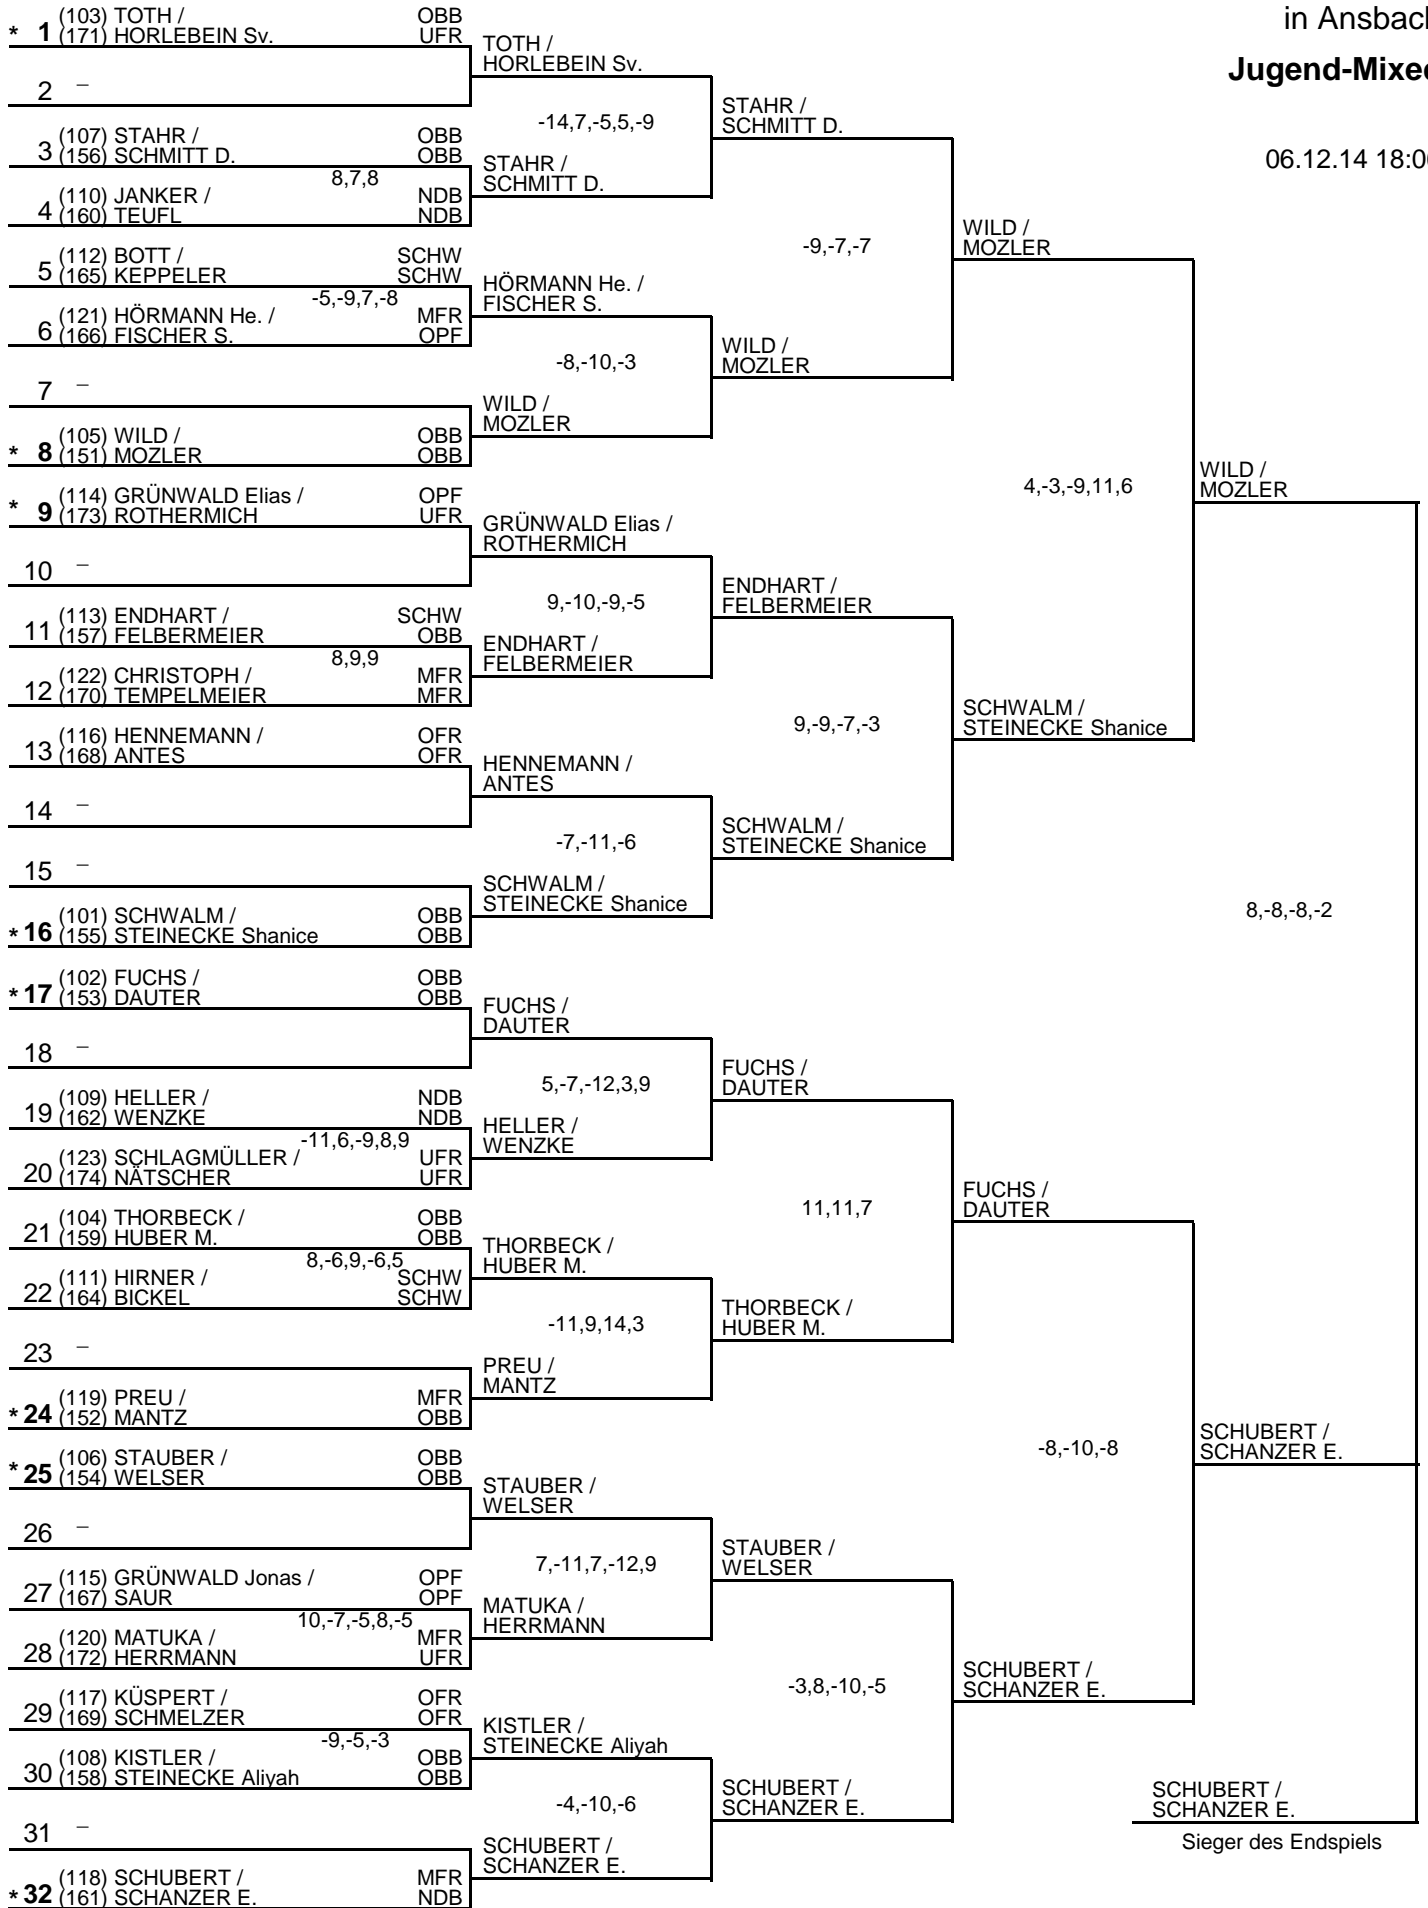 in Ansbach
Jugend-Mixed
06.12.14 18:00
* 1 (103) TOTH / OBB
(171) HORLEBEIN Sv. UFR
2 –
3 (107) STAHR / OBB
(156) SCHMITT D. OBB
8,7,8
4 (110) JANKER / NDB
(160) TEUFL NDB
5 (112) BOTT / SCHW
(165) KEPPELER SCHW
-5,-9,7,-8
6 (121) HÖRMANN He. / MFR
(166) FISCHER S. OPF
7 –
* 8 (105) WILD / OBB
(151) MOZLER OBB
* 9 (114) GRÜNWALD Elias / OPF
(173) ROTHERMICH UFR
10 –
11 (113) ENDHART / SCHW
(157) FELBERMEIER OBB
8,9,9
12 (122) CHRISTOPH / MFR
(170) TEMPELMEIER MFR
13 (116) HENNEMANN / OFR
(168) ANTES OFR
14 –
15 –
* 16 (101) SCHWALM / OBB
(155) STEINECKE Shanice OBB
* 17 (102) FUCHS / OBB
(153) DAUTER OBB
18 –
19 (109) HELLER / NDB
(162) WENZKE NDB
-11,6,-9,8,9
20 (123) SCHLAGMÜLLER / UFR
(174) NÄTSCHER UFR
21 (104) THORBECK / OBB
(159) HUBER M. OBB
8,-6,9,-6,5
22 (111) HIRNER / SCHW
(164) BICKEL SCHW
23 –
* 24 (119) PREU / MFR
(152) MANTZ OBB
* 25 (106) STAUBER / OBB
(154) WELSER OBB
26 –
27 (115) GRÜNWALD Jonas / OPF
(167) SAUR OPF
10,-7,-5,8,-5
28 (120) MATUKA / MFR
(172) HERRMANN UFR
29 (117) KÜSPERT / OFR
(169) SCHMELZER OFR
-9,-5,-3
30 (108) KISTLER / OBB
(158) STEINECKE Aliyah OBB
31 –
* 32 (118) SCHUBERT / MFR
(161) SCHANZER E. NDB
TOTH /
HORLEBEIN Sv.
-14,7,-5,5,-9
STAHR /
SCHMITT D.
HÖRMANN He. /
FISCHER S.
-8,-10,-3
WILD /
MOZLER
GRÜNWALD Elias /
ROTHERMICH
9,-10,-9,-5
ENDHART /
FELBERMEIER
HENNEMANN /
ANTES
-7,-11,-6
SCHWALM /
STEINECKE Shanice
FUCHS /
DAUTER
5,-7,-12,3,9
HELLER /
WENZKE
THORBECK /
HUBER M.
-11,9,14,3
PREU /
MANTZ
STAUBER /
WELSER
7,-11,7,-12,9
MATUKA /
HERRMANN
KISTLER /
STEINECKE Aliyah
-4,-10,-6
SCHUBERT /
SCHANZER E.
STAHR /
SCHMITT D.
-9,-7,-7
WILD /
MOZLER
ENDHART /
FELBERMEIER
9,-9,-7,-3
SCHWALM /
STEINECKE Shanice
FUCHS /
DAUTER
11,11,7
THORBECK /
HUBER M.
STAUBER /
WELSER
-3,8,-10,-5
SCHUBERT /
SCHANZER E.
WILD /
MOZLER
4,-3,-9,11,6
SCHWALM /
STEINECKE Shanice
FUCHS /
DAUTER
-8,-10,-8
SCHUBERT /
SCHANZER E.
WILD /
MOZLER
8,-8,-8,-2
SCHUBERT /
SCHANZER E.
SCHUBERT /
SCHANZER E.
Sieger des Endspiels